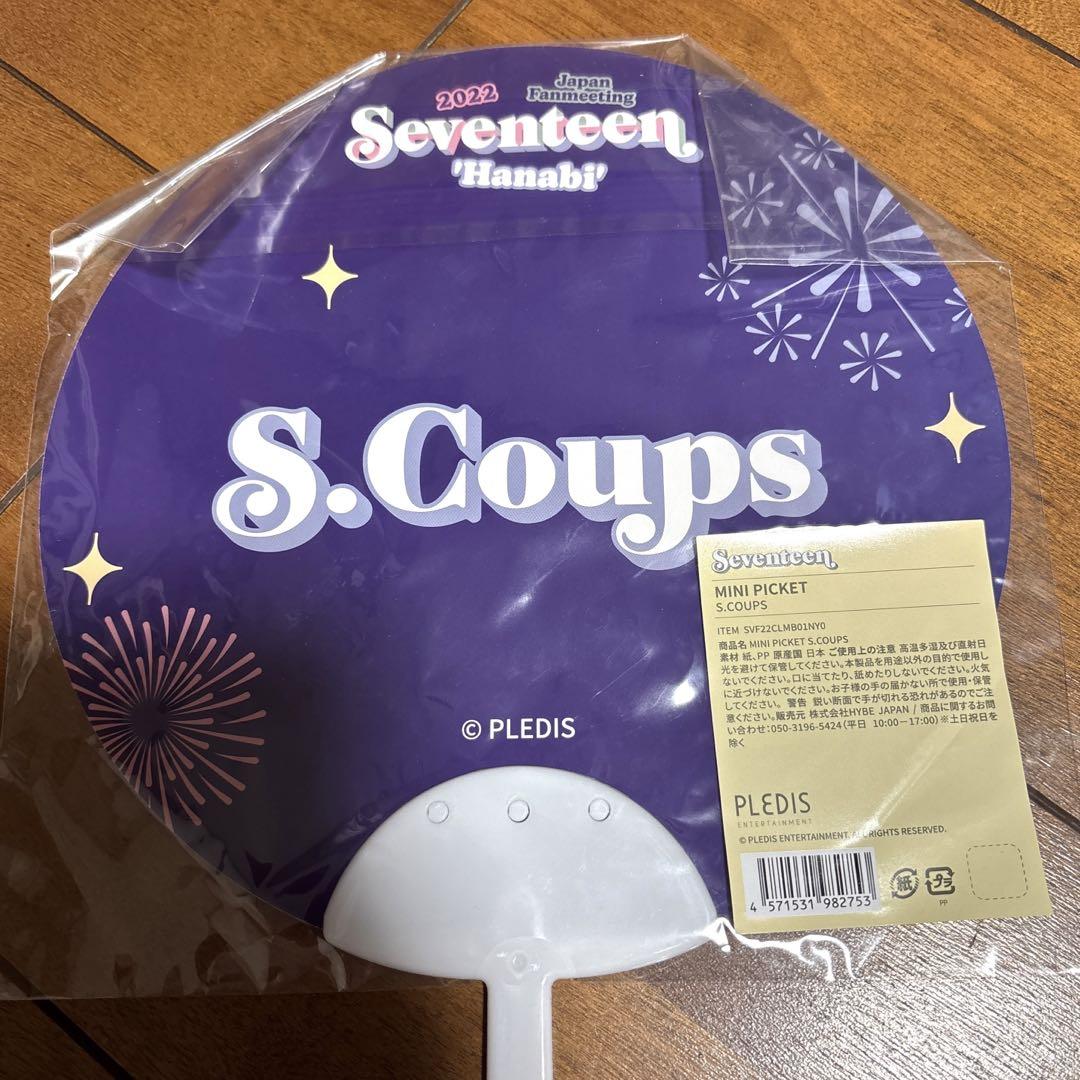 2022
Japan
Fanmeeting
Seventeen
'Hanabi'
S.Coups
© PLEDIS
Seventeen
MINI PICKET
S.COUPS
ITEM SVF22CLMB01NY0
商品名 MINI PICKET S.COUPS
素材 紙、PP 原産国 日本 ご使用上の注意 高温多湿及び直射日
光を避けて保管してください。本製品を用途以外の目的で使用し
ないでください。口に当てたり、舐めたりしないでください。火気
に近づけないでください。お子様の手の届かない所で使用・保管
してください。 警告 鋭い断面で手が切れる恐れがあるのでご注
意ください。販売元 株式会社HYBE JAPAN / 商品に関するお問
い合わせ:050-3196-5424(平日 10:00ー17:00)※土日祝日を
除く
PLEDIS
ENTERTAINMENT
© PLEDIS ENTERTAINMENT. ALL RIGHTS RESERVED.
4 571531 982753
紙
プラ
PP